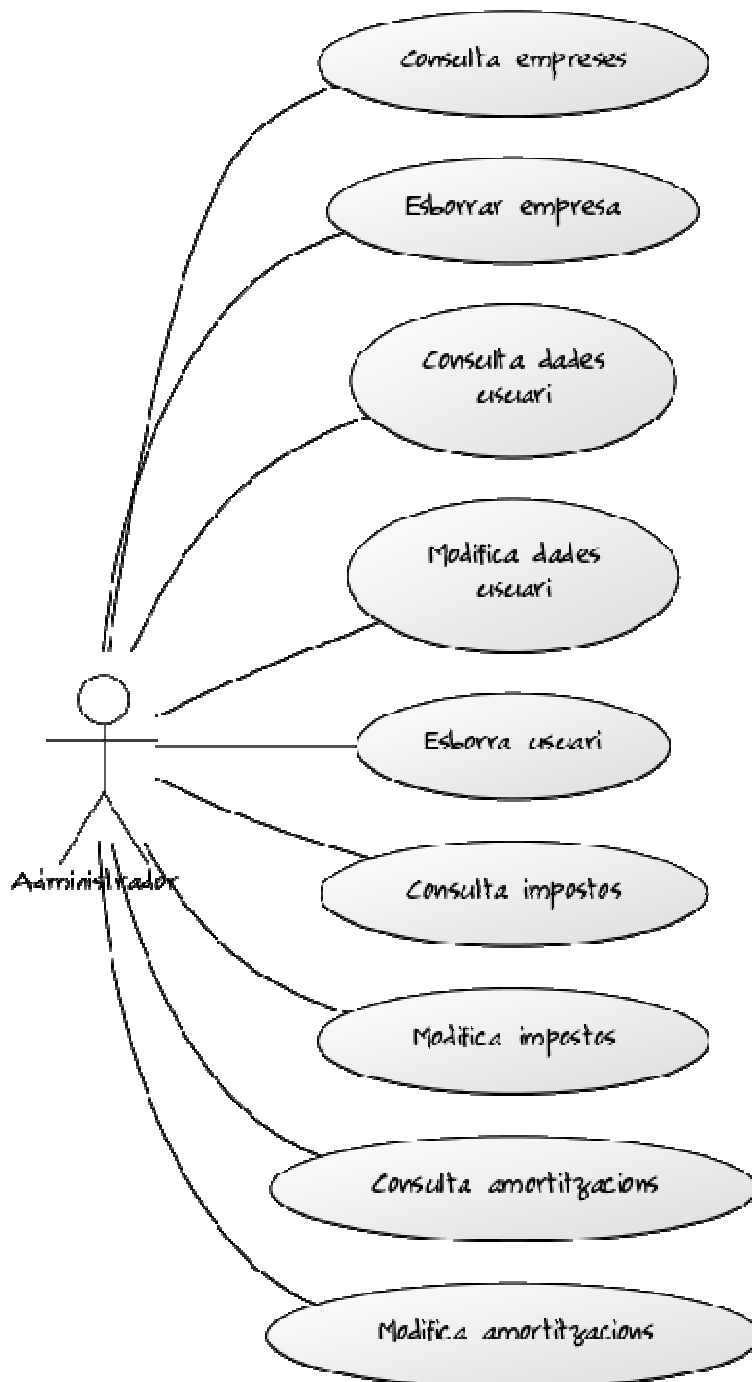 Consulta empreses
Esborrar empresa
Consulta dades
usuari
Modifica dades
usuari
Esborra usuari
Administrador
Consulta impostos
Modifica impostos
Consulta amortitzacions
Modifica amortitzacions